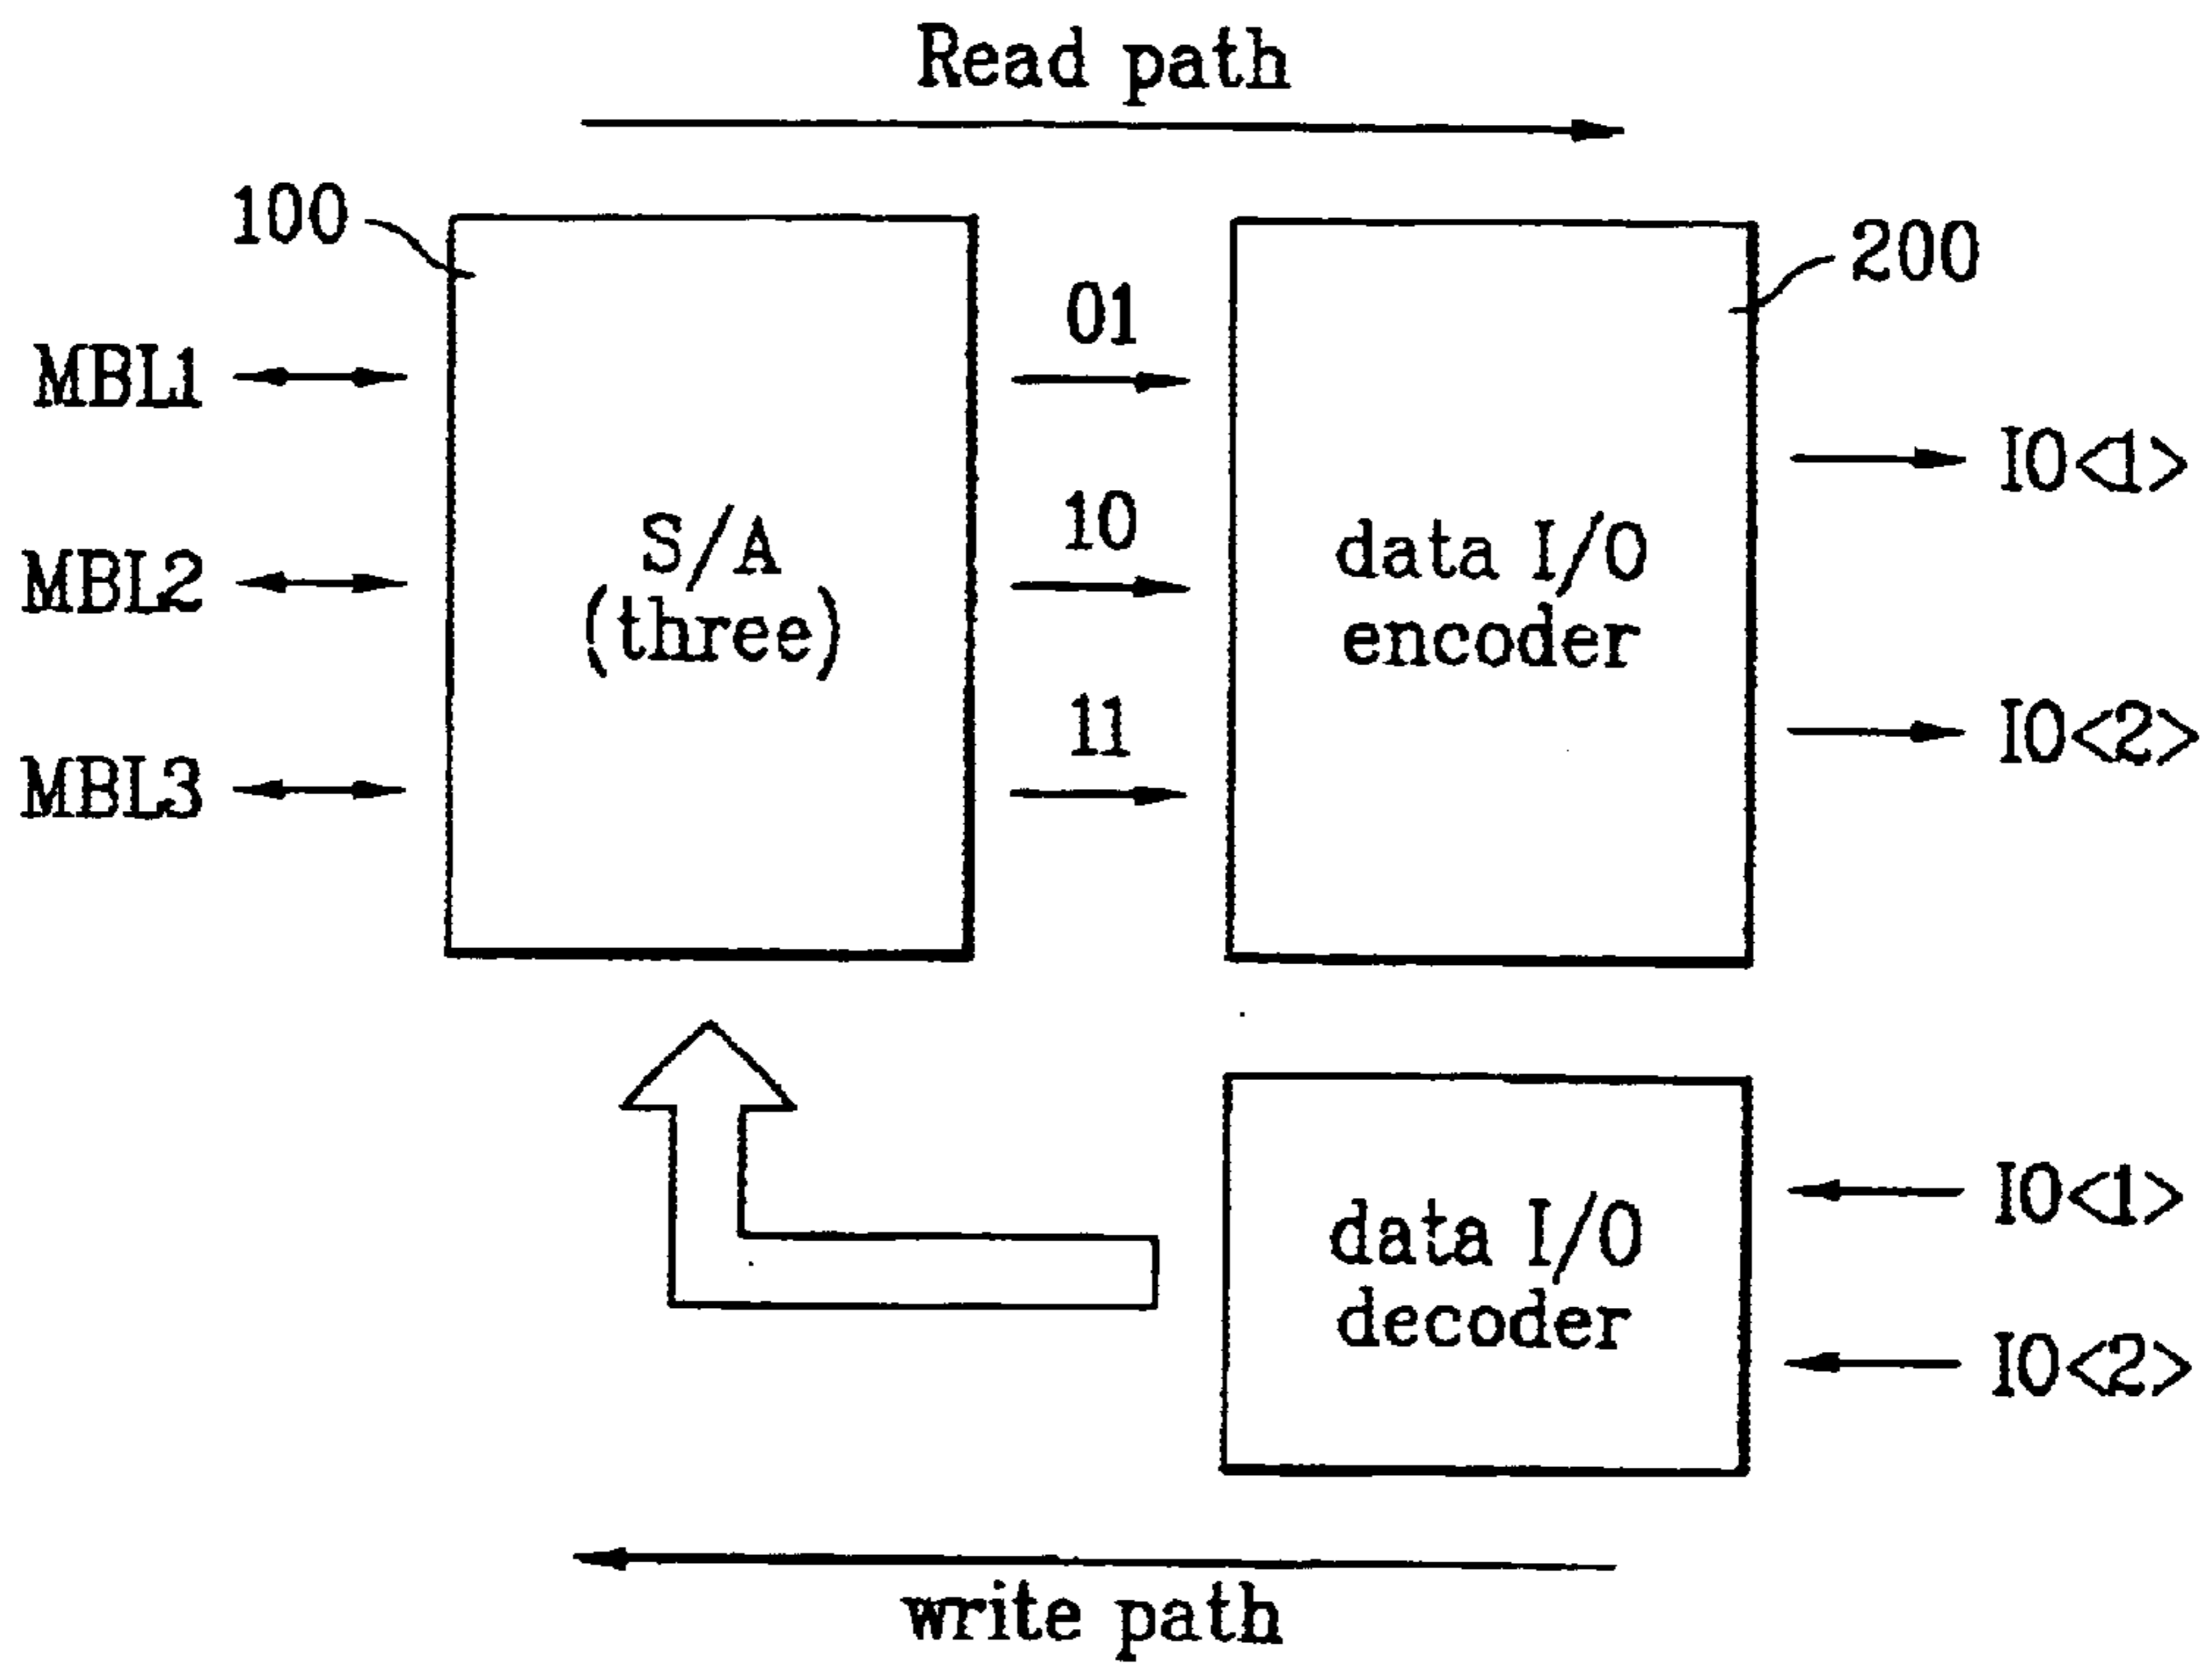 Read path
100
200
MBL1
MBL2
MBL3
S/A
(three)
01
10
11
data I/O
encoder
IO<1>
IO<2>
data I/O
decoder
IO<1>
IO<2>
write path